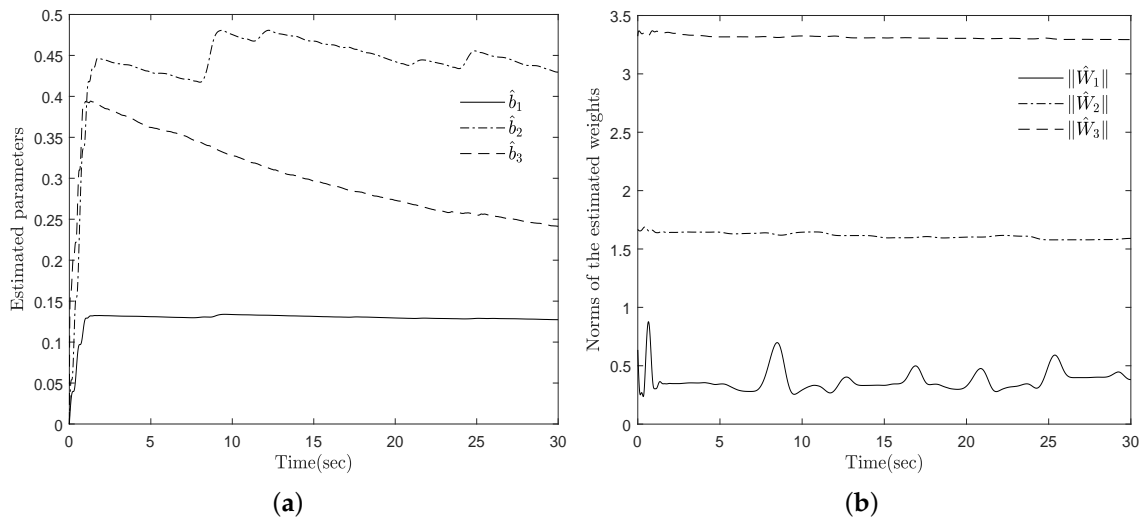 0.5
0.45
0.4
0.35
0.3
0.25
0.2
0.15
0.1
0.05
0
Estimated parameters
b̂₁
b̂₂
b̂₃
0 5 10 15 20 25 30
Time(sec)
(a)
3.5
3
2.5
2
1.5
1
0.5
0
Norms of the estimated weights
||Ŵ₁||
||Ŵ₂||
||Ŵ₃||
0 5 10 15 20 25 30
Time(sec)
(b)